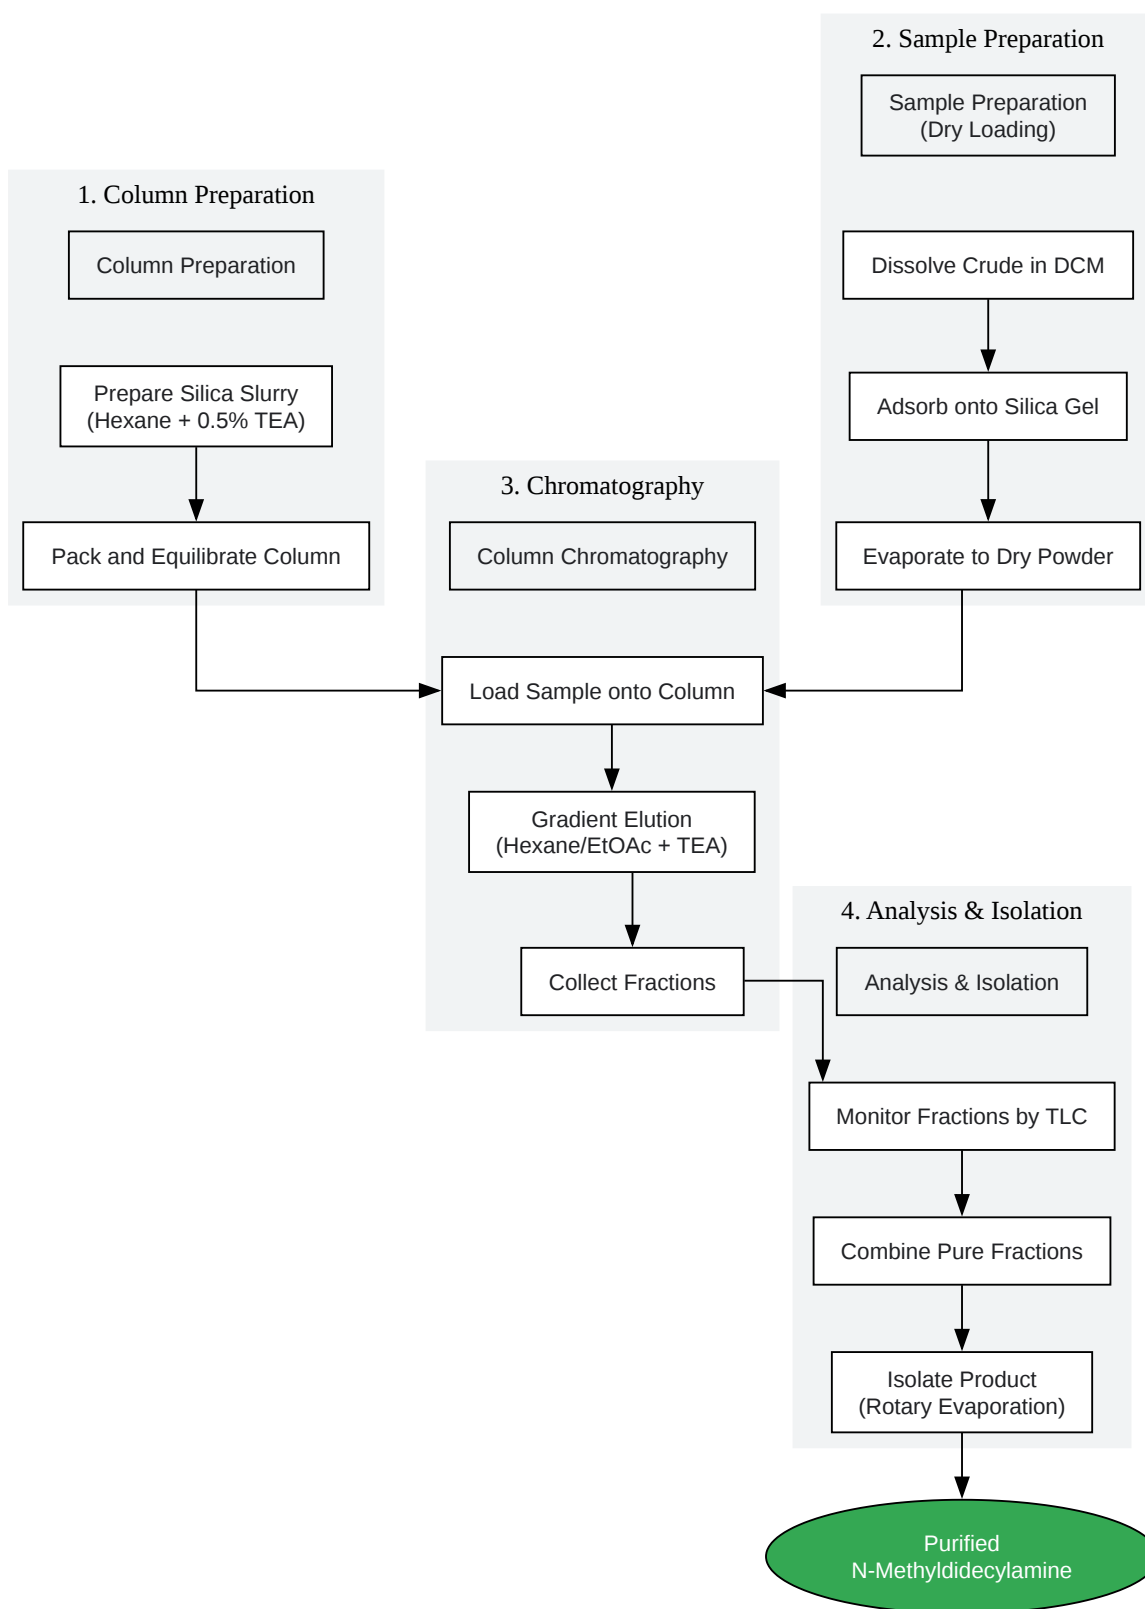 1. Column Preparation
Column Preparation
Prepare Silica Slurry
(Hexane + 0.5% TEA)
Pack and Equilibrate Column
2. Sample Preparation
Sample Preparation
(Dry Loading)
Dissolve Crude in DCM
Adsorb onto Silica Gel
Evaporate to Dry Powder
3. Chromatography
Column Chromatography
Load Sample onto Column
Gradient Elution
(Hexane/EtOAc + TEA)
Collect Fractions
4. Analysis & Isolation
Analysis & Isolation
Monitor Fractions by TLC
Combine Pure Fractions
Isolate Product
(Rotary Evaporation)
Purified
N-Methyldidecylamine